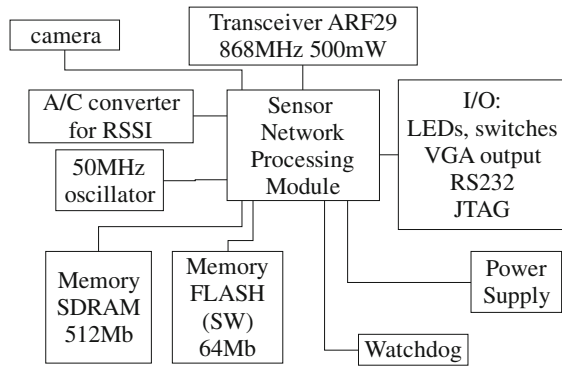 camera
Transceiver ARF29
868MHz 500mW
A/C converter
for RSSI
50MHz
oscillator
Sensor
Network
Processing
Module
I/O:
LEDs, switches
VGA output
RS232
JTAG
Memory
SDRAM
512Mb
Memory
FLASH
(SW)
64Mb
Watchdog
Power
Supply